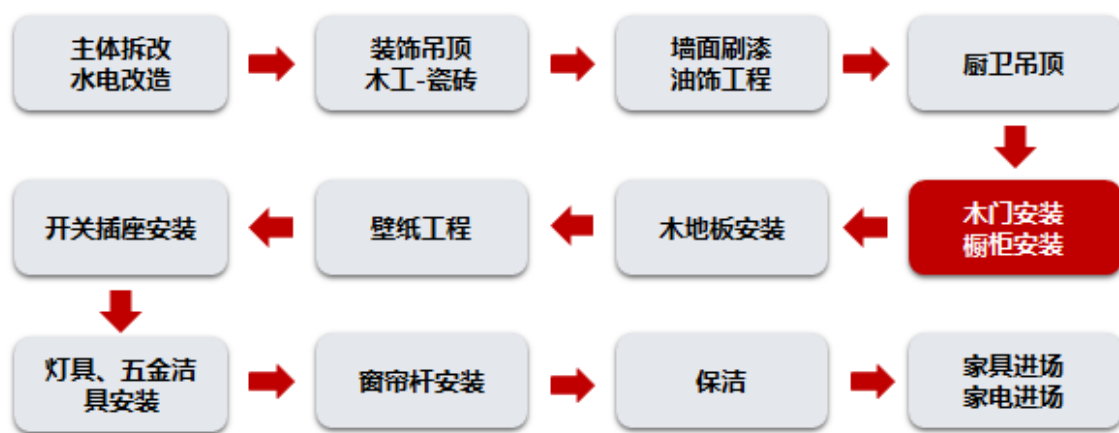 主体拆改
水电改造
装饰吊顶
木工-瓷砖
墙面刷漆
油饰工程
厨卫吊顶
木门安装
橱柜安装
木地板安装
壁纸工程
开关插座安装
灯具、五金洁
具安装
窗帘杆安装
保洁
家具进场
家电进场